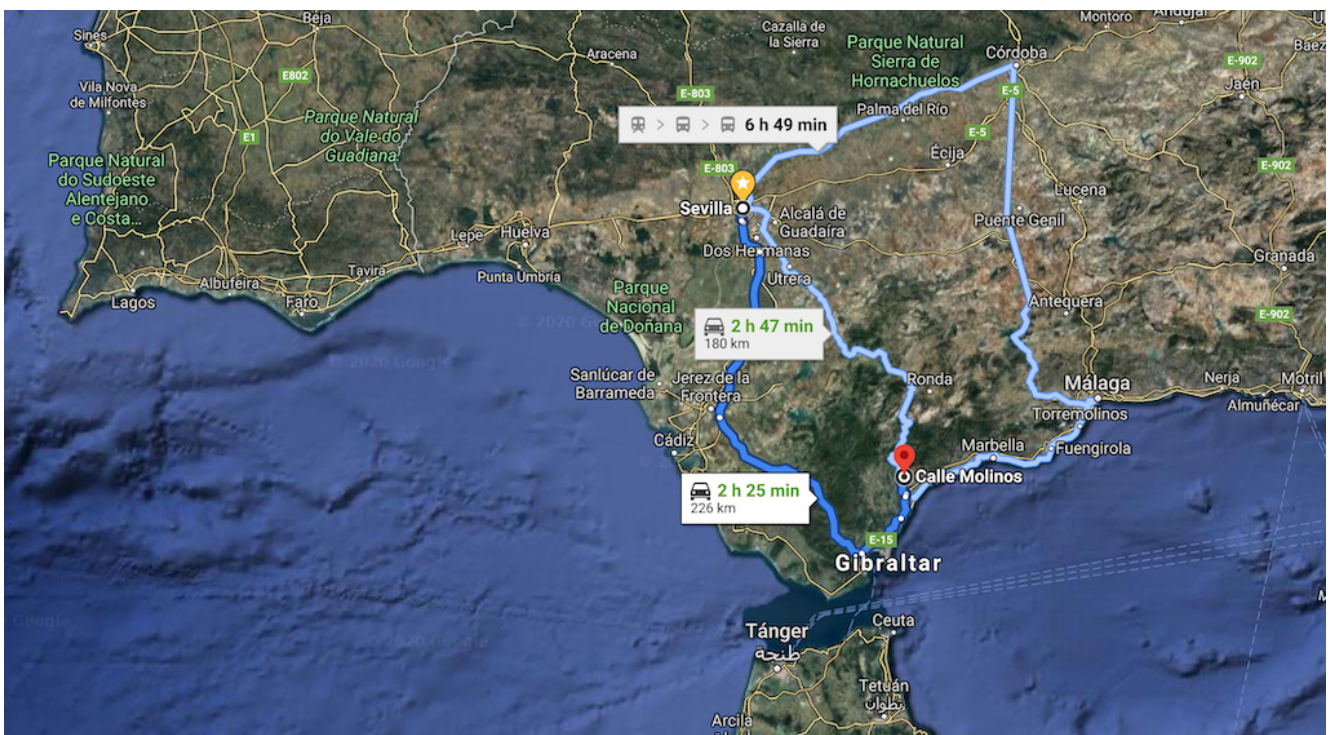 Sines
Beja
Cazalla de
la Sierra
Montoro
Aracena
Parque Natural
Sierra de
Hornachuelos
Córdoba
E-902
Jaén
E802
E-803
E-5
Vila Nova
de Milfontes
Parque Natural
do Vale do
Guadiana
Palma del Río
6 h 49 min
E1
E-5
Écija
Parque Natural
do Sudoeste
Alentejano
e Costa...
E-803
E-902
Lucena
Sevilla
Alcalá de
Guadaíra
Puente Genil
Lepe
Huelva
Dos Hermanas
Granada
Tavira
Punta Umbría
Utrera
Albufeira
Lagos
Faro
Parque
Nacional
de Doñana
Antequera
E-902
2 h 47 min
180 km
© 2020 Google
Sanlúcar de
Barrameda
Jerez de la
Frontera
Ronda
Málaga
Nerja
Motril
Almuñécar
Torremolinos
Cádiz
Marbella
Fuengirola
Calle Molinos
2 h 25 min
226 km
E-15
Gibraltar
Google
2020 Google
Tánger
طنجة
Ceuta
Tetuán
تطوان
Arcila